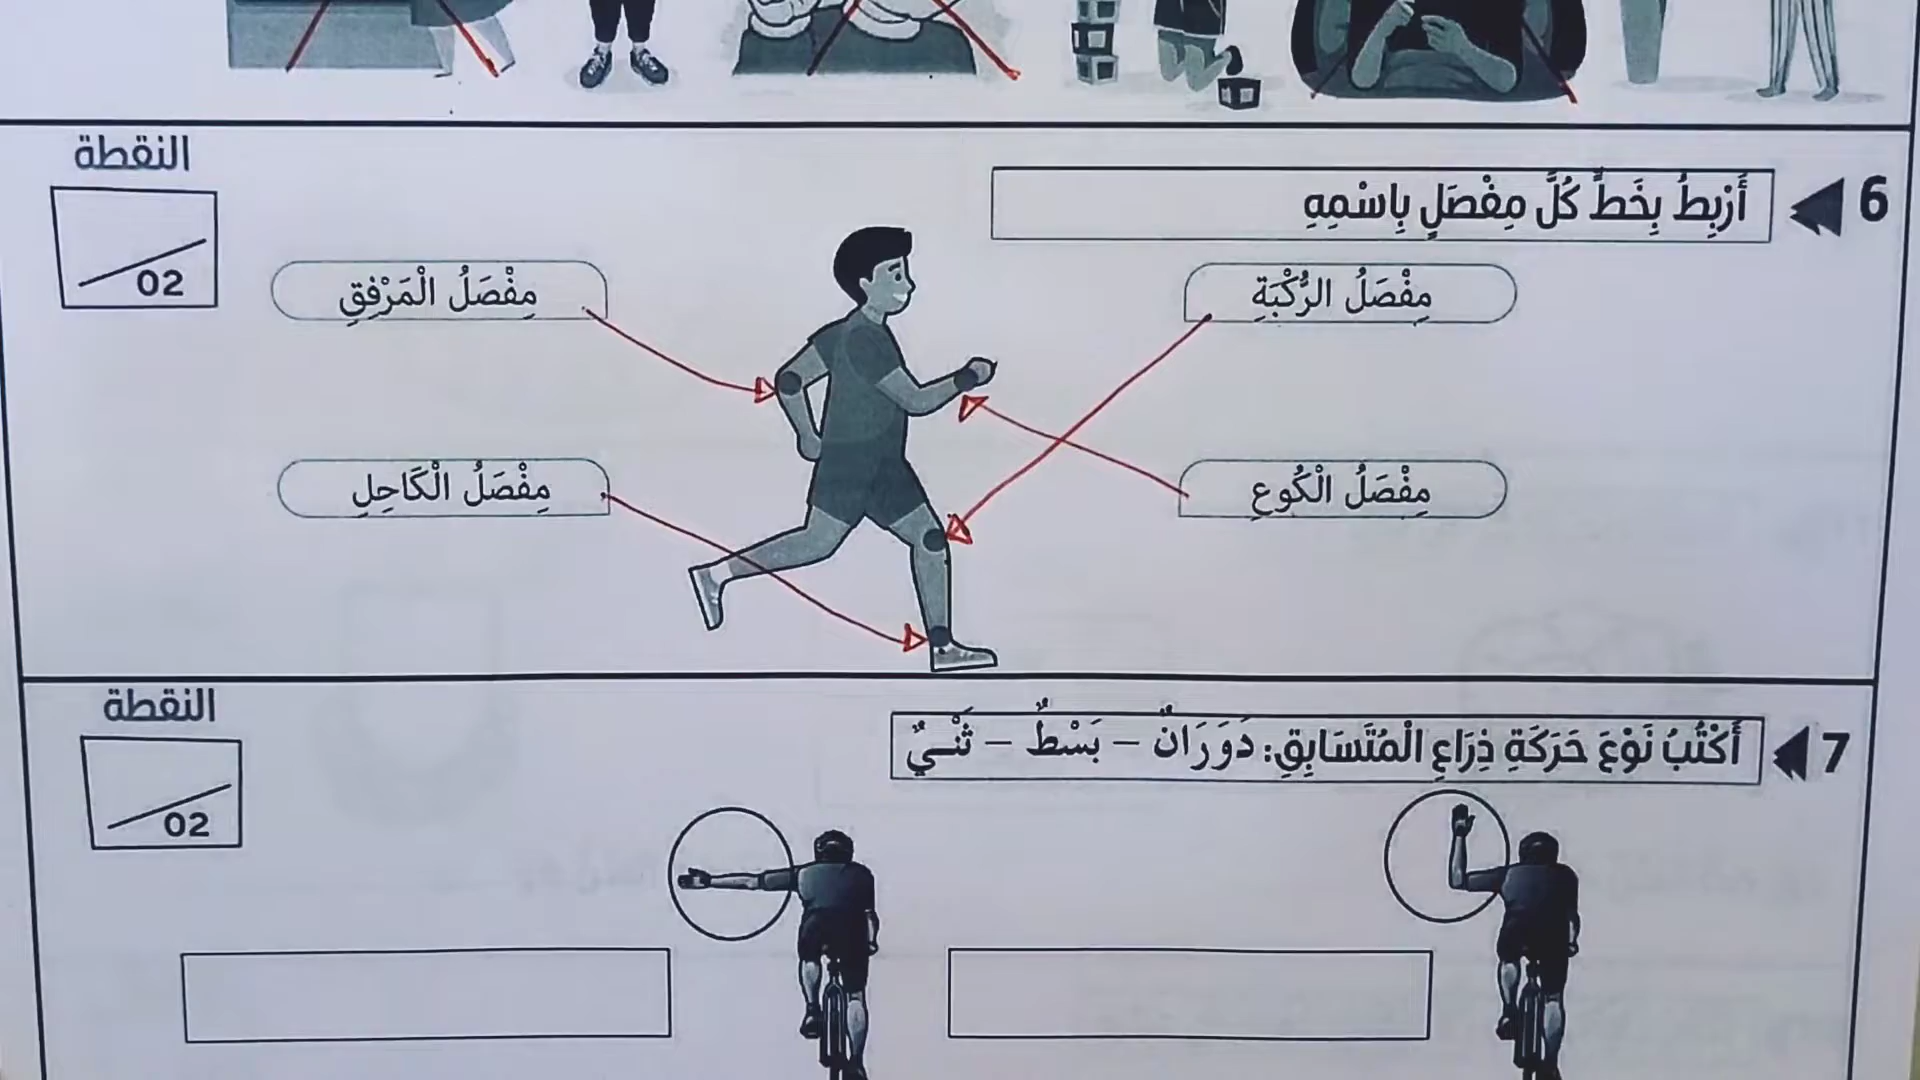 النقطة
02
6 أَرْبِطُ بِخَطٍّ كُلَّ مِفْصَلٍ بِاسْمِهِ
مِفْصَلُ الرُّكْبَةِ
مِفْصَلُ الْمَرْفِقِ
مِفْصَلُ الْكُوعِ
مِفْصَلُ الْكَاحِلِ
النقطة
02
7 أَكْتُبُ نَوْعَ حَرَكَةِ ذِرَاعِ الْمُتَسَابِقِ: دَوَرَانٌ – بَسْطٌ – ثَنْيٌ